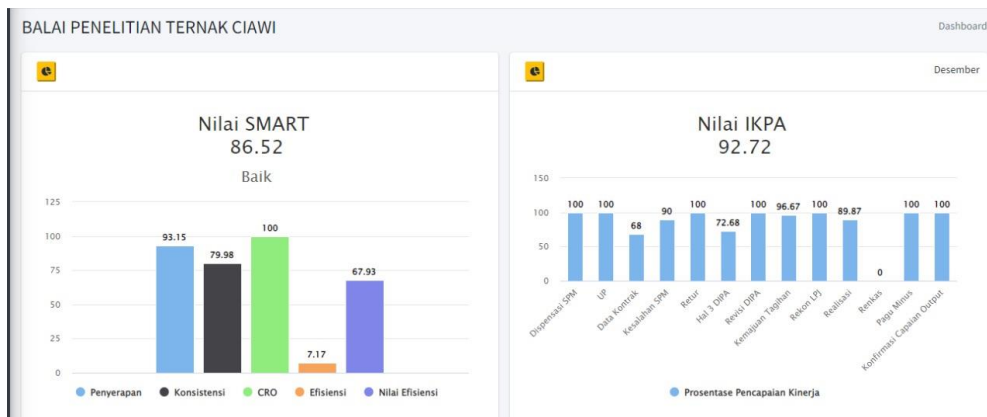 BALAI PENELITIAN TERNAK CIAWI
Dashboard
Nilai SMART
86.52
Baik
125
100
75
50
25
0
93.15
79.98
100
7.17
67.93
Penyerapan Konsistensi CRO Efisiensi Nilai Efisiensi
Desember
Nilai IKPA
92.72
150
100
50
0
100 100 68 90 100 72.68 100 96.67 100 89.87 0 100 100
Dispensasi SPM
UP
Data Kontrak
Kesalahan SPM
Retur
Hal 3 DIPA
Revisi DIPA
Kemajuan Tagihan
Rekon LPJ
Realisasi
Renkas
Pagu Minus
Konfirmasi Capaian Output
Prosentase Pencapaian Kinerja